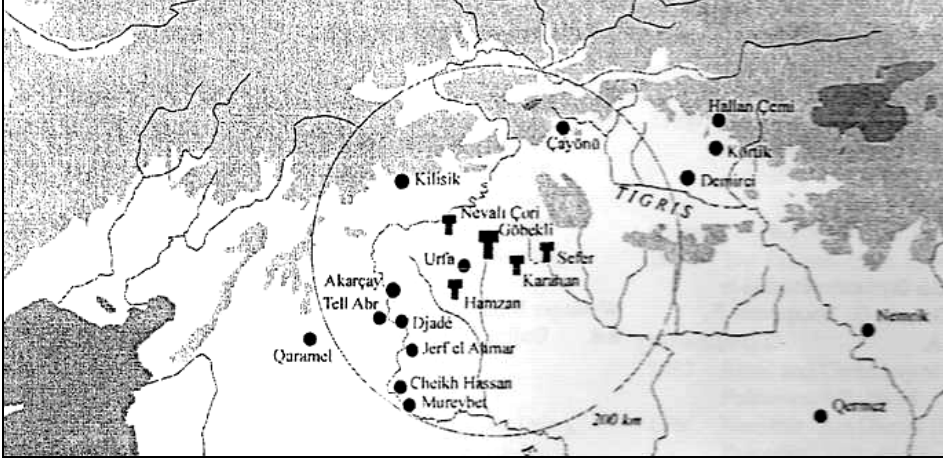 Hallan Çemi
Çayönü
Körtik
Kilisik
Demirci
TIGRIS
Nevalı Çori
Göbekli
Urfa
Sefer
Karahan
Akarçay
Hamzan
Tell Abr
Djadé
Nemrik
Qaramel
Jerf el Ahmar
Cheikh Hassan
Mureybet
Qermez
200 km